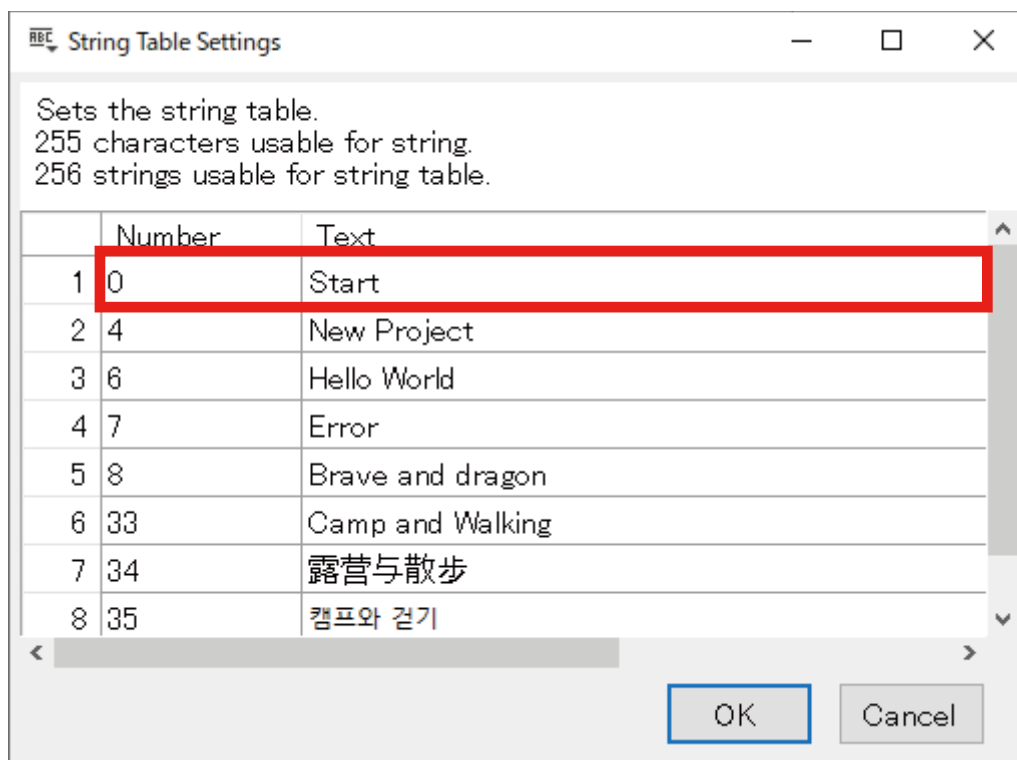 String Table Settings
Sets the string table.
255 characters usable for string.
256 strings usable for string table.
Number Text
1 0 Start
2 4 New Project
3 6 Hello World
4 7 Error
5 8 Brave and dragon
6 33 Camp and Walking
7 34 露营与散步
8 35 캠프와 걷기
OK Cancel